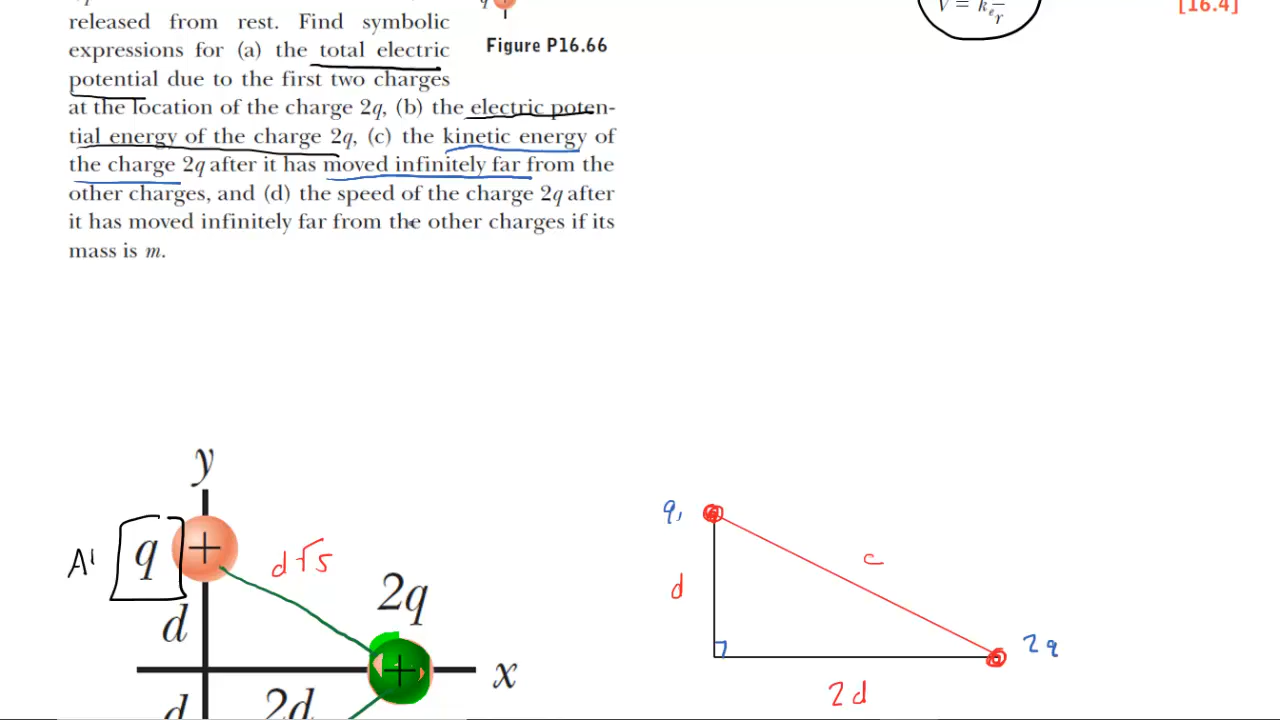 released from rest. Find symbolic
expressions for (a) the total electric
potential due to the first two charges
at the location of the charge 2q, (b) the electric poten-
tial energy of the charge 2q, (c) the kinetic energy of
the charge 2q after it has moved infinitely far from the
other charges, and (d) the speed of the charge 2q after
it has moved infinitely far from the other charges if its
mass is m.
q
+
Figure P16.66
[16.4]
y
q
+
d√5
2q
d
+
x
2d
d
q₁
d
c
2q
2d